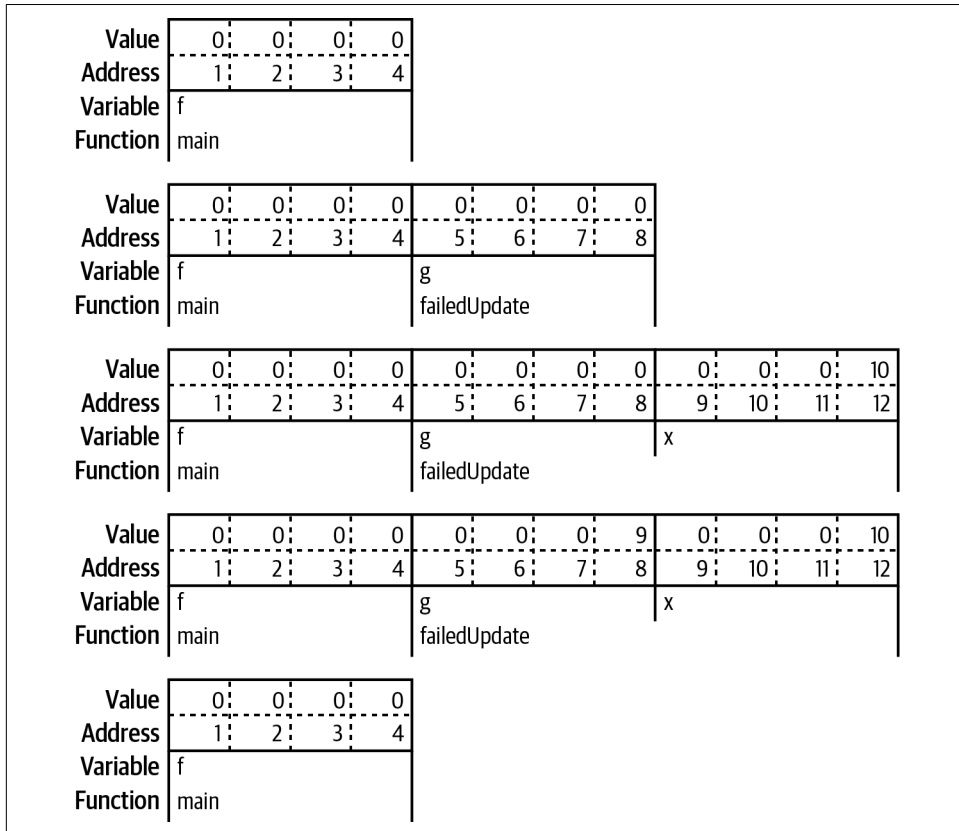 Value 0 0 0 0
Address 1 2 3 4
Variable f
Function main
Value 0 0 0 0 0 0 0 0
Address 1 2 3 4 5 6 7 8
Variable f g
Function main failedUpdate
Value 0 0 0 0 0 0 0 0 0 0 0 10
Address 1 2 3 4 5 6 7 8 9 10 11 12
Variable f g x
Function main failedUpdate
Value 0 0 0 0 0 0 0 9 0 0 0 10
Address 1 2 3 4 5 6 7 8 9 10 11 12
Variable f g x
Function main failedUpdate
Value 0 0 0 0
Address 1 2 3 4
Variable f
Function main